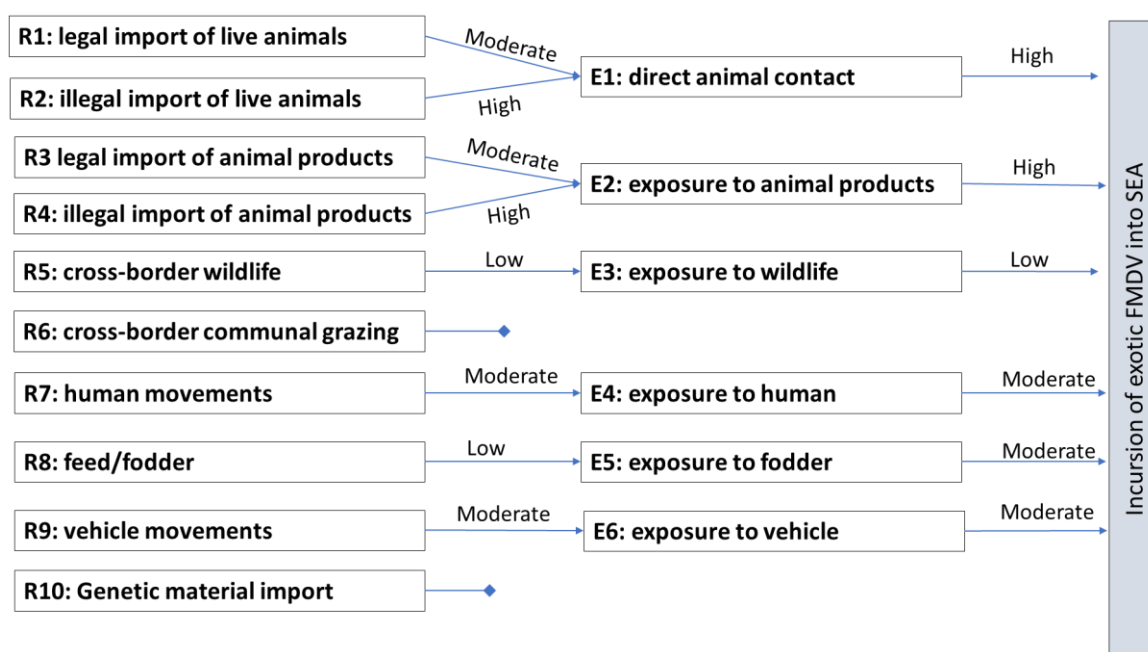 R1: legal import of live animals
Moderate
R2: illegal import of live animals
High
E1: direct animal contact
High
R3 legal import of animal products
Moderate
R4: illegal import of animal products
High
E2: exposure to animal products
High
R5: cross-border wildlife
Low
E3: exposure to wildlife
Low
R6: cross-border communal grazing
R7: human movements
Moderate
E4: exposure to human
Moderate
R8: feed/fodder
Low
E5: exposure to fodder
Moderate
R9: vehicle movements
Moderate
E6: exposure to vehicle
Moderate
R10: Genetic material import
Incursion of exotic FMDV into SEA